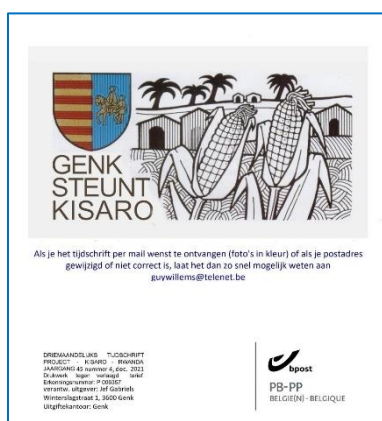 GENK
STEUNT
KISARO
Als je het tijdschrift per mail wenst te ontvangen (foto's in kleur) of als je postadres
gewijzigd of niet correct is, laat het dan zo snel mogelijk weten aan
guywillems@telenet.be
DRIEMAANDELIJKS TIJDSCHRIFT
PROJECT - KISARO - RWANDA
JAARGANG 45 nummer 4, dec. 2021
Drukwerk tegen verlaagd tarief
Erkenningsnummer: P 006367
verantw. uitgever: Jef Gabriels
Winterslagstraat 1, 3600 Genk
Uitgiftekantoor: Genk
bpost
PB-PP
BELGIE(N) - BELGIQUE